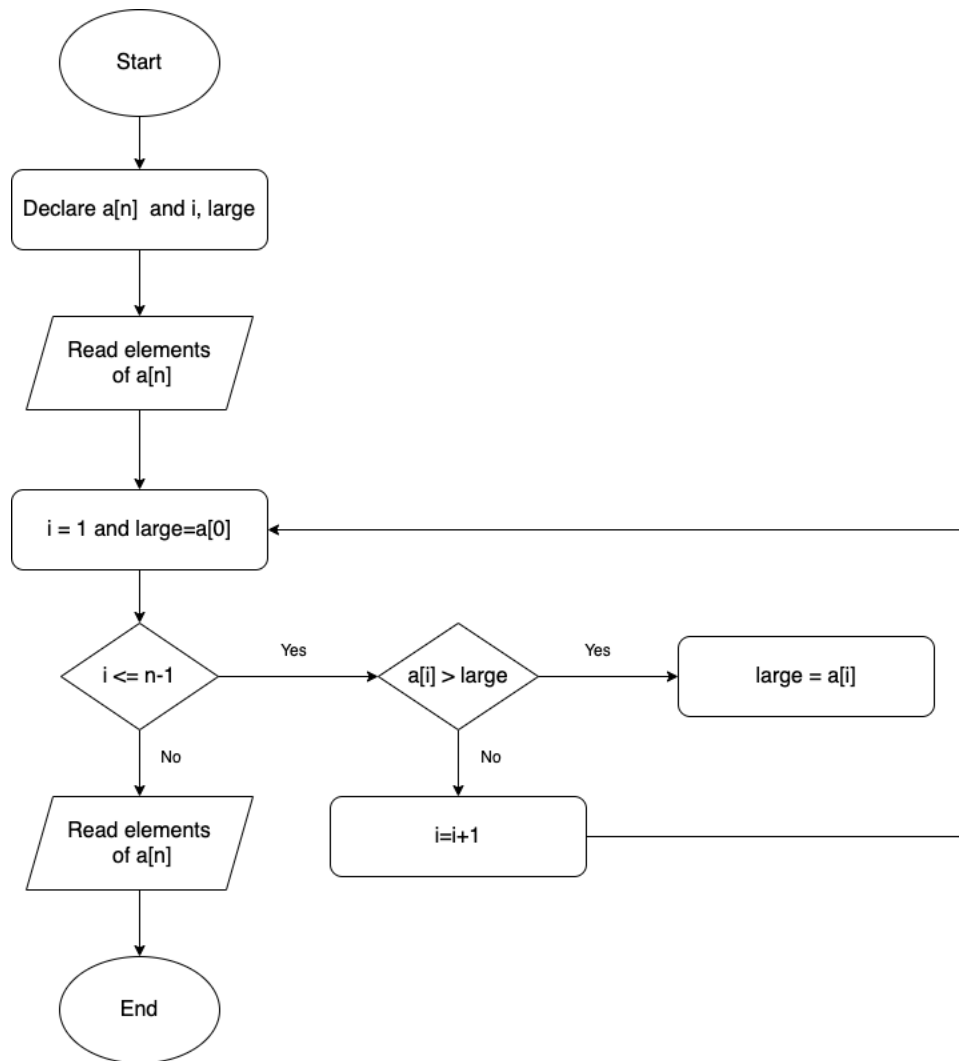 Start
Declare a[n]  and i, large
Read elements
of a[n]
i = 1 and large=a[0]
i <= n-1
Yes
a[i] > large
Yes
large = a[i]
No
No
Read elements
of a[n]
i=i+1
End